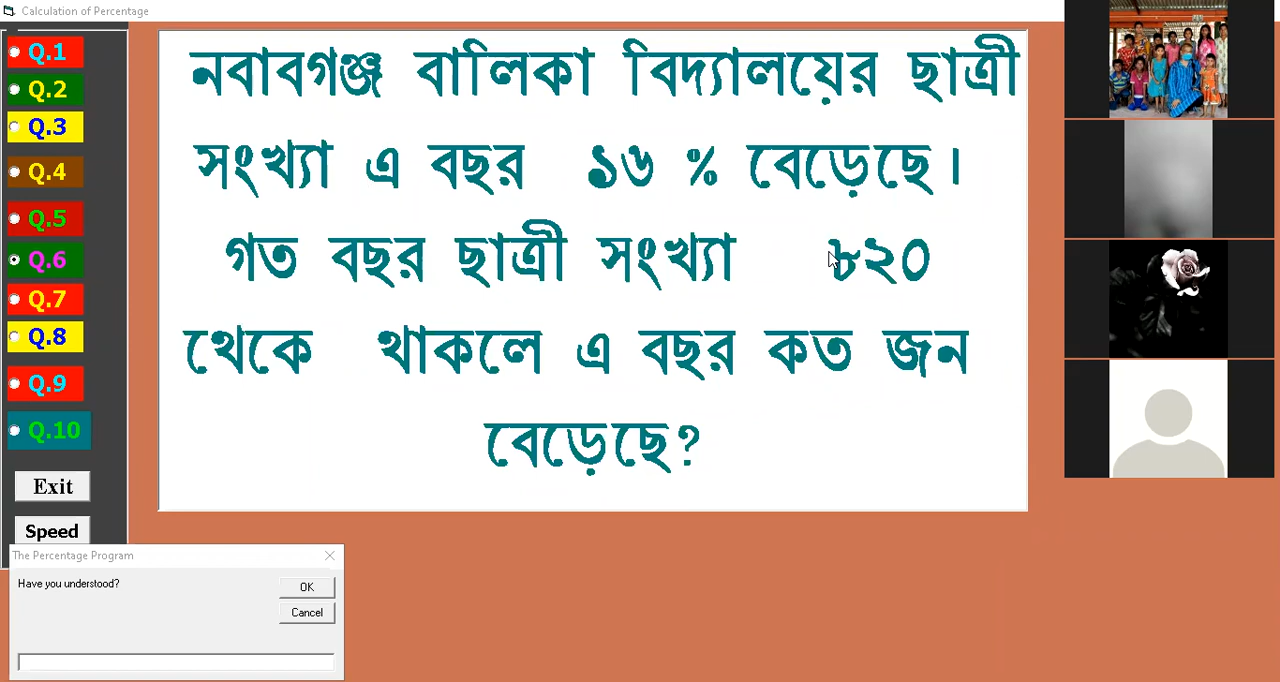 Calculation of Percentage
Q.1
Q.2
Q.3
Q.4
Q.5
Q.6
Q.7
Q.8
Q.9
Q.10
Exit
Speed
নবাবগঞ্জ বালিকা বিদ্যালয়ের ছাত্রী
সংখ্যা এ বছর ১৬ % বেড়েছে।
গত বছর ছাত্রী সংখ্যা ৮২০
থেকে থাকলে এ বছর কত জন
বেড়েছে?
The Percentage Program
Have you understood?
OK
Cancel